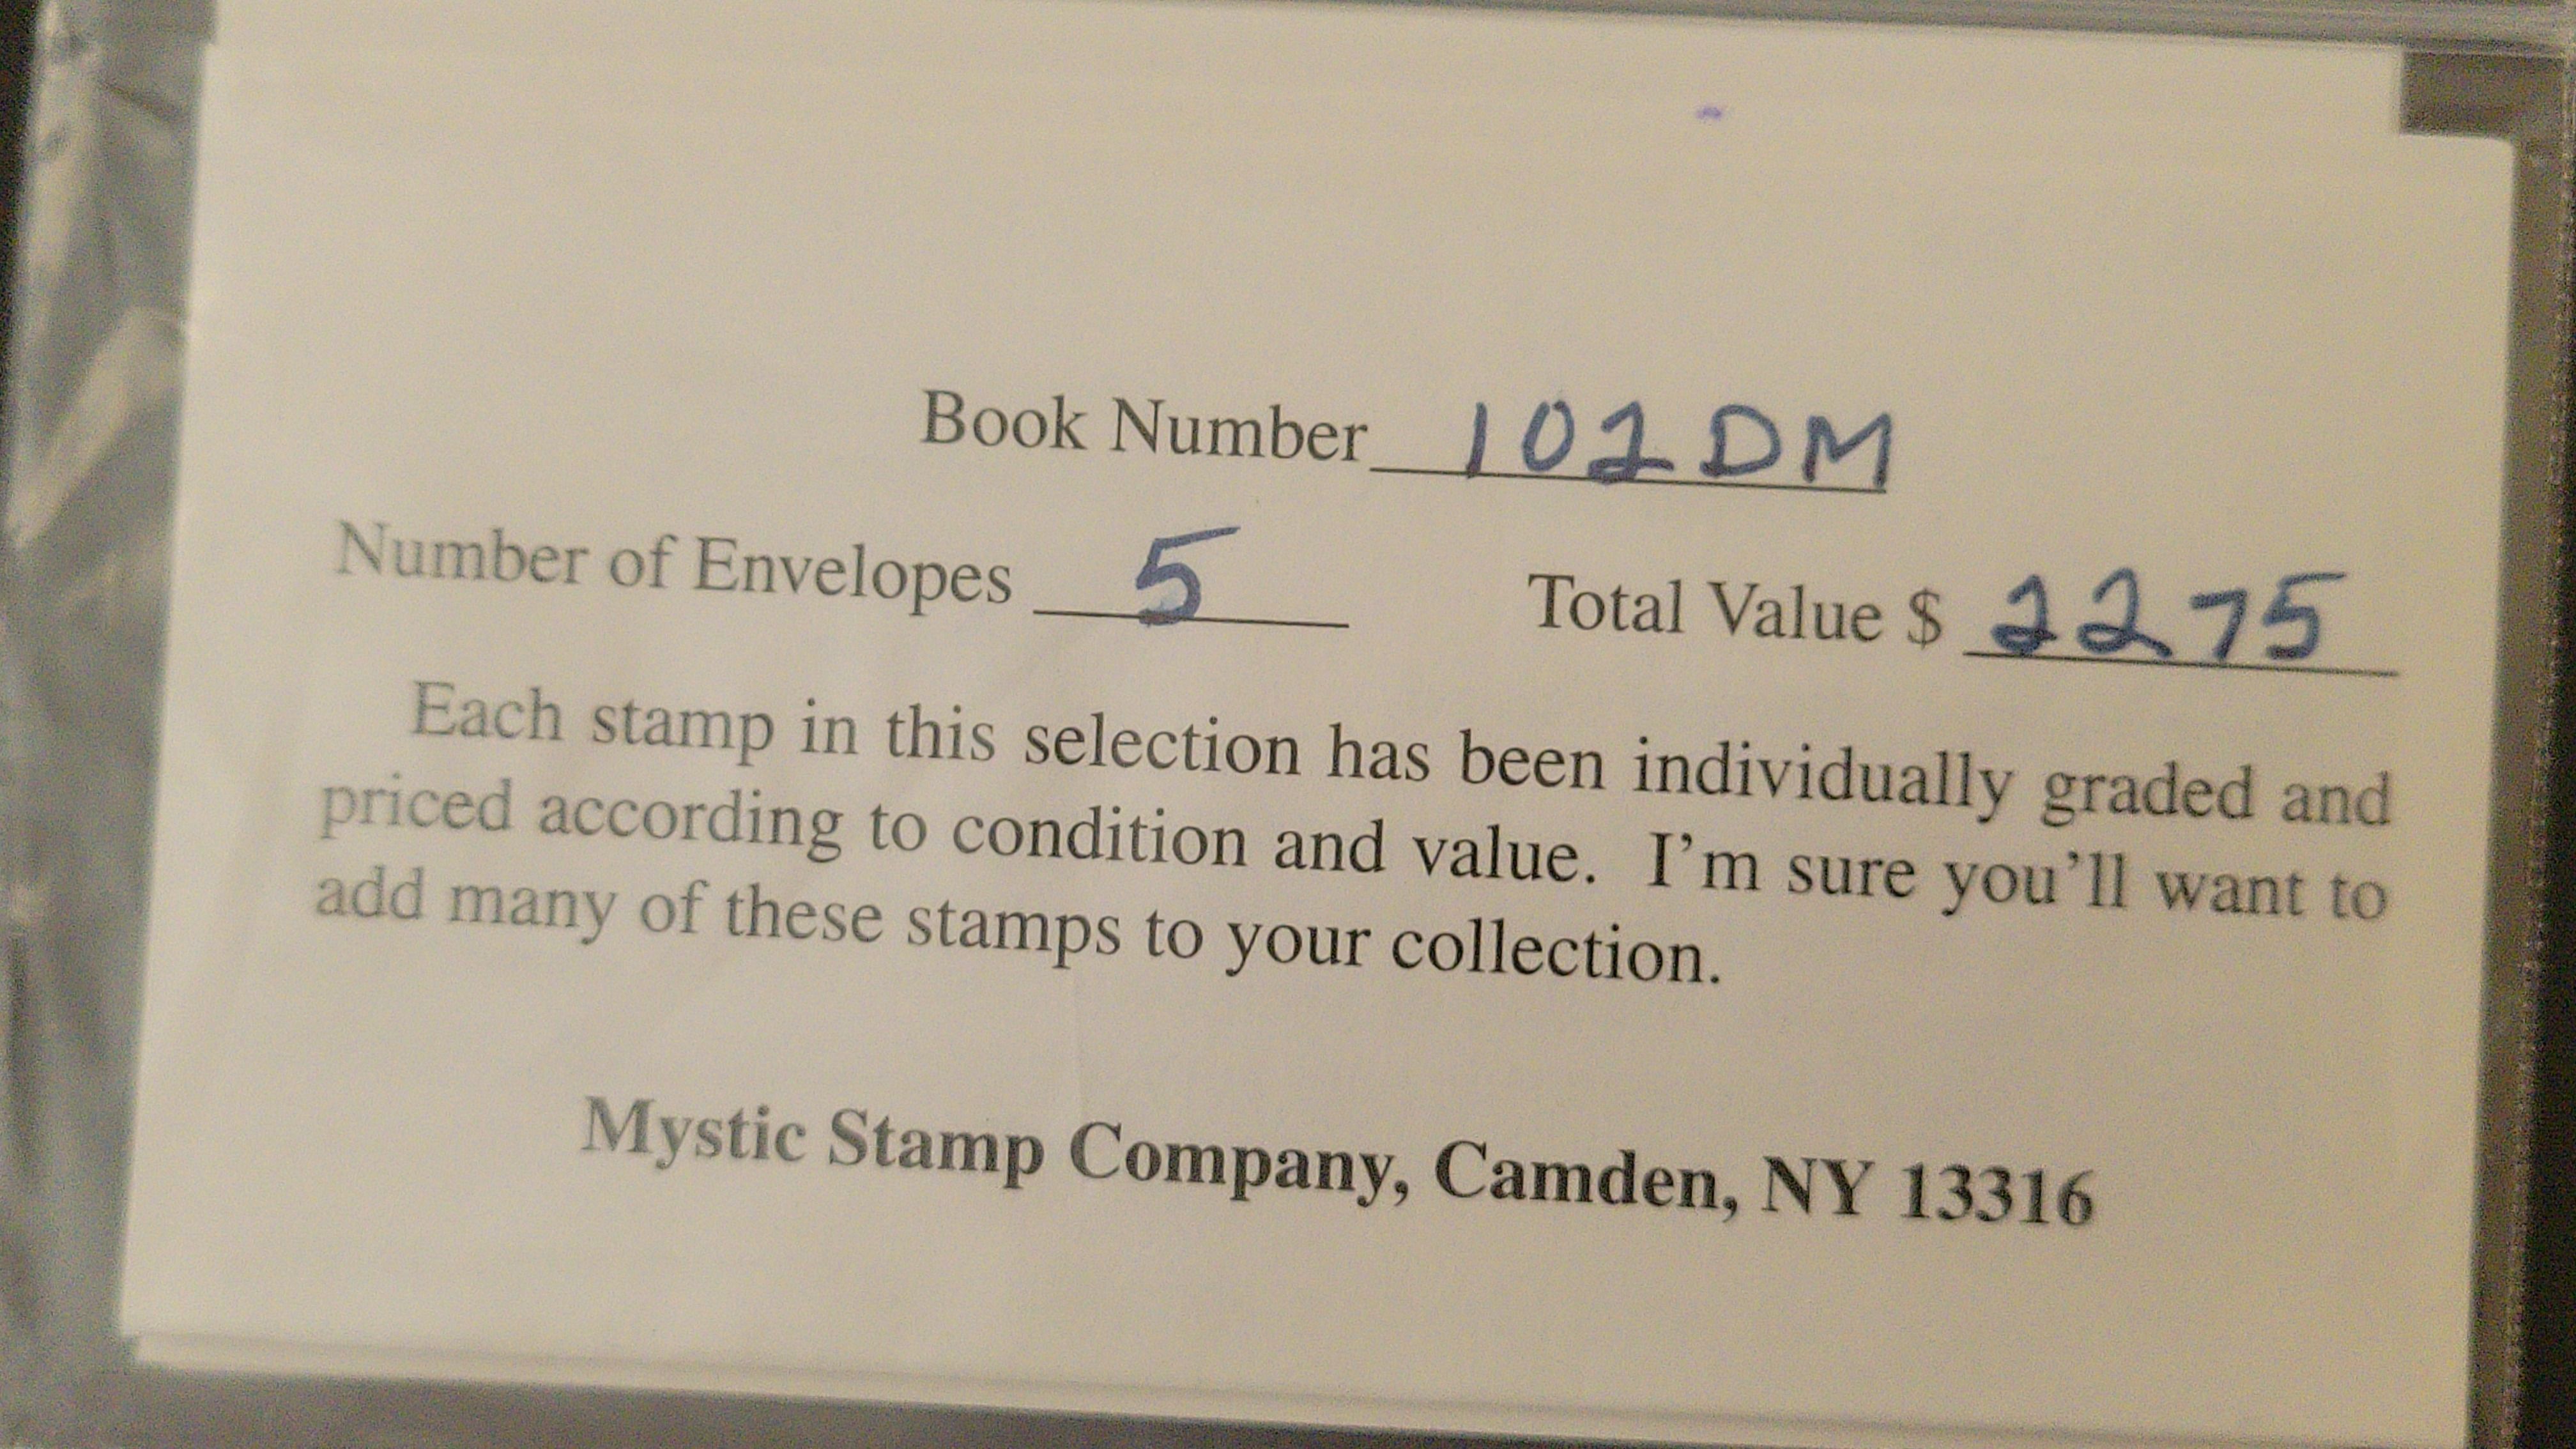 Book Number 102DM
Number of Envelopes 5 Total Value $ 2275
Each stamp in this selection has been individually graded and
priced according to condition and value. I'm sure you'll want to
add many of these stamps to your collection.
Mystic Stamp Company, Camden, NY 13316